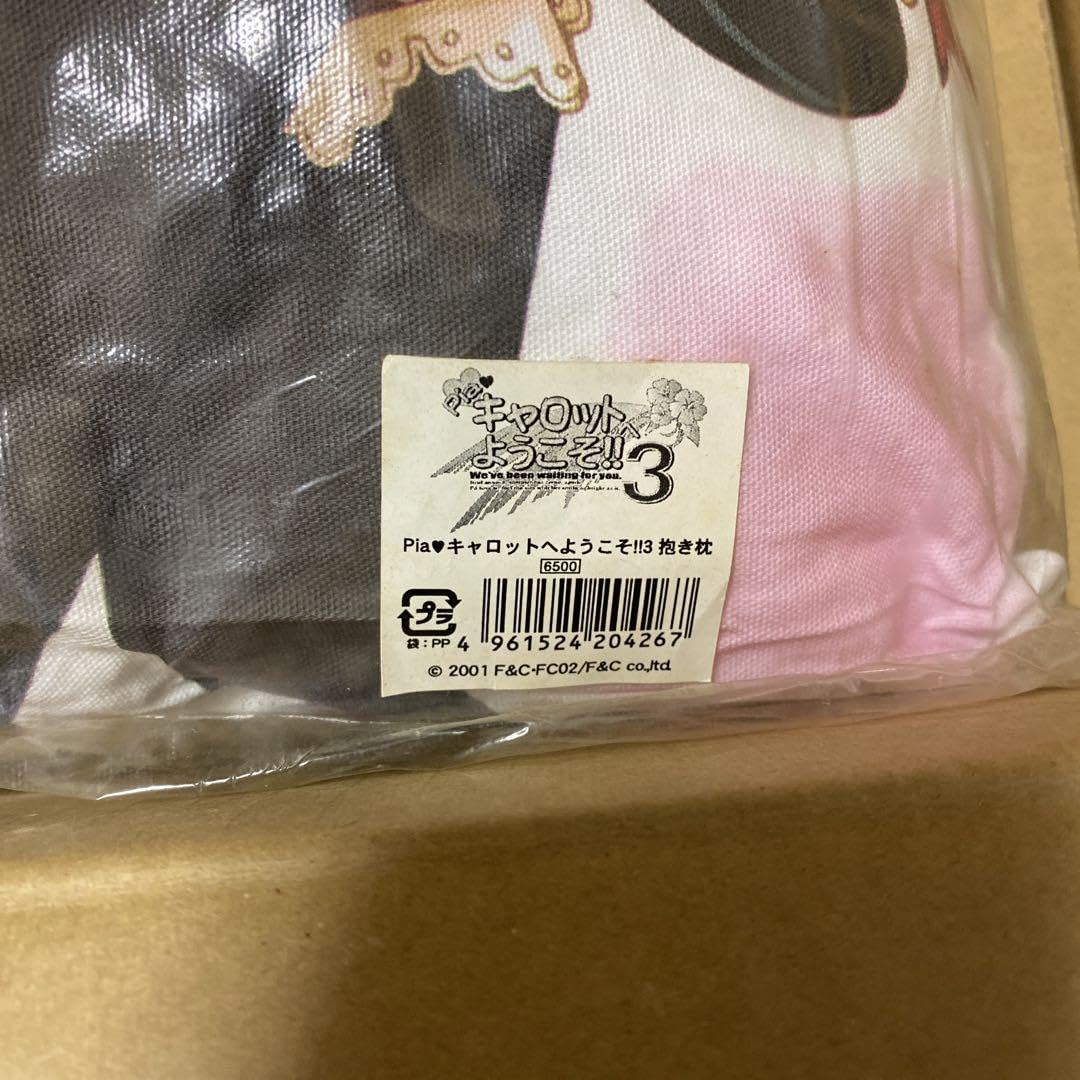 Pia♥
キャロットへ
ようこそ!!3
We've been waiting for you.
Pia♥キャロットへようこそ!!3 抱き枕
6500
プラ
袋：PP
4 961524 204267
© 2001 F&C・FC02/F&C co.,ltd.